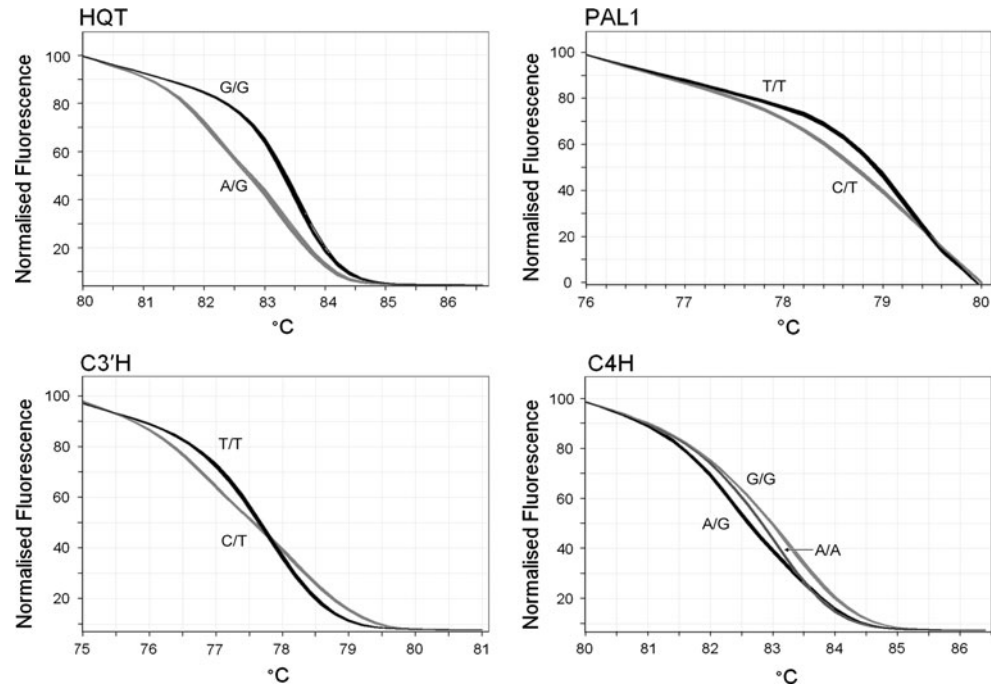 HQT
Normalised Fluorescence
100
80
60
40
20
G/G
A/G
80 81 82 83 84 85 86
°C
PAL1
Normalised Fluorescence
100
80
60
40
20
0
T/T
C/T
76 77 78 79 80
°C
C3′H
Normalised Fluorescence
100
80
60
40
20
T/T
C/T
75 76 77 78 79 80 81
°C
C4H
Normalised Fluorescence
100
80
60
40
20
G/G
A/G
A/A
80 81 82 83 84 85 86
°C